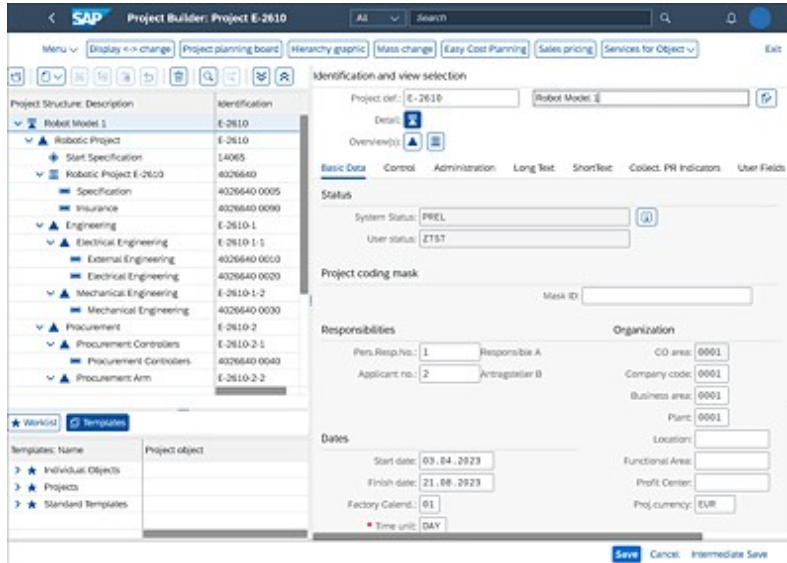 SAP Project Builder: Project E-2610 All Search
Menu Display <-> change Project planning board Hierarchy graphic Mass change Easy Cost Planning Sales pricing Services for Object Exit
Project Structure: Description Identification
Robot Model 1 E-2610
Robotic Project E-2610
Start Specification 14065
Robotic Project E-2610 4026640
Specification 4026640 0005
Insurance 4026640 0090
Engineering E-2610-1
Electrical Engineering E-2610-1-1
External Engineering 4026640 0010
Electrical Engineering 4026640 0020
Mechanical Engineering E-2610-1-2
Mechanical Engineering 4026640 0030
Procurement E-2610-2
Procurement Controllers E-2610-2-1
Procurement Controllers 4026640 0040
Procurement Arm E-2610-2-2
Worklist Templates
Templates: Name Project object
Individual Objects
Projects
Standard Templates
Identification and view selection
Project def.: E-2610 Robot Model 1
Detail:
Overview(s):
Basic Data Control Administration Long Text ShortText Collect. PR Indicators User Fields
Status
System Status: PREL
User status: ZTST
Project coding mask
Mask ID:
Responsibilities
Pers.Resp.No.: 1 Responsible A
Applicant no.: 2 Antragsteller B
Organization
CO area: 0001
Company code: 0001
Business area: 0001
Plant: 0001
Location:
Functional Area:
Profit Center:
Proj.currency: EUR
Dates
Start date: 03.04.2023
Finish date: 21.08.2023
Factory Calend.: 01
* Time unit: DAY
Save Cancel Intermediate Save